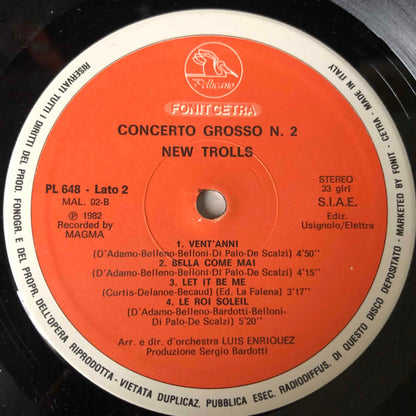 Pellicano
FONIT CETRA
CONCERTO GROSSO N. 2
NEW TROLLS
PL 648 - Lato 2
MAL. 02-B
℗ 1982
Recorded by
MAGMA
STEREO
33 giri
S.I.A.E.
Ediz.
Usignolo/Elettra
1. VENT'ANNI
(D'Adamo-Belleno-Belloni-Di Palo-De Scalzi) 4'50''
2. BELLA COME MAI
(D'Adamo-Belleno-Belloni-Di Palo-De Scalzi) 4'15''
3. LET IT BE ME
(Curtis-Delanoe-Becaud) (Ed. La Falena) 3'17''
4. LE ROI SOLEIL
(D'Adamo-Belleno-Bardotti-Belloni-
Di Palo-De Scalzi) 5'20''
Arr. e dir. d'orchestra LUIS ENRIQUEZ
Produzione Sergio Bardotti
RISERVATI TUTTI I DIRITTI DEL PROD. FONOGR. E DEL PROPR. DELL'OPERA RIPRODOTTA - VIETATA DUPLICAZ. PUBBLICA ESEC. RADIODIFFUS. DI QUESTO DISCO DEPOSITATO - MARKETED BY FONIT - CETRA - MADE IN ITALY